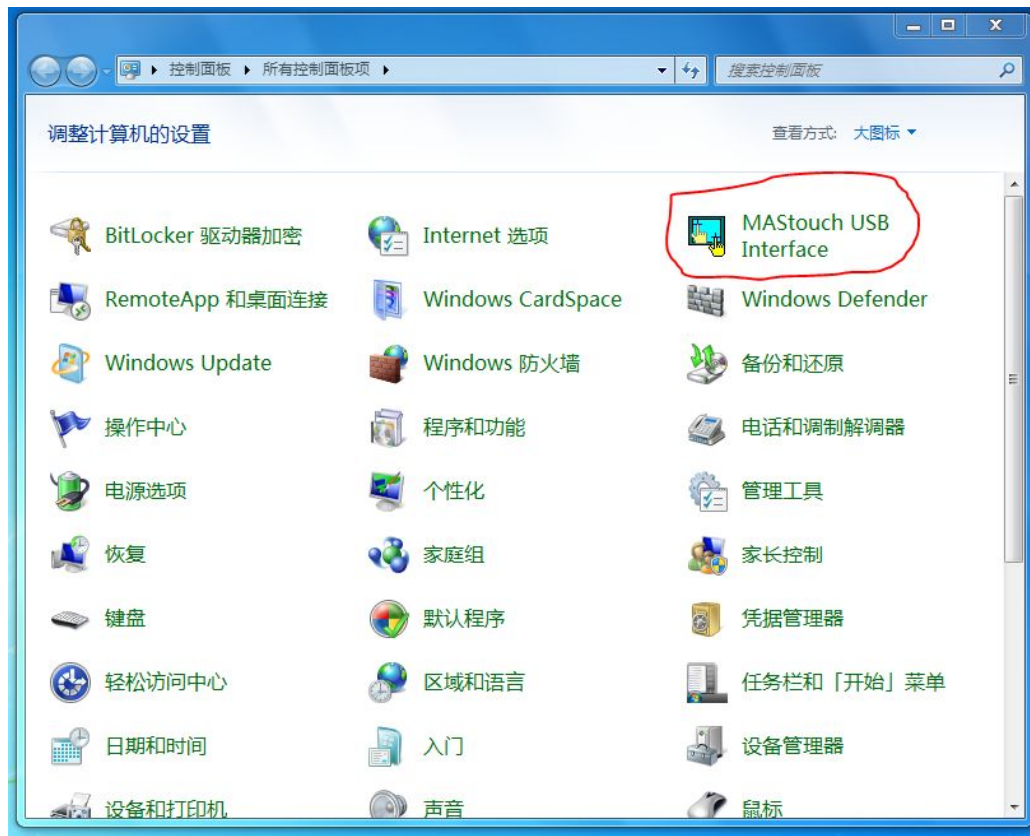 控制面板 ▸ 所有控制面板项 ▸
搜索控制面板
调整计算机的设置
查看方式: 大图标
BitLocker 驱动器加密
Internet 选项
MAStouch USB
Interface
RemoteApp 和桌面连接
Windows CardSpace
Windows Defender
Windows Update
Windows 防火墙
备份和还原
操作中心
程序和功能
电话和调制解调器
电源选项
个性化
管理工具
恢复
家庭组
家长控制
键盘
默认程序
凭据管理器
轻松访问中心
区域和语言
任务栏和「开始」菜单
日期和时间
入门
设备管理器
设备和打印机
声音
鼠标